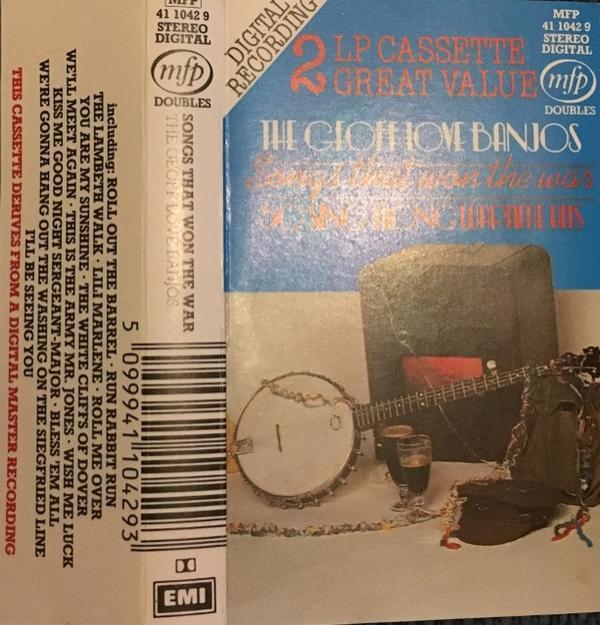 MFP
41 1042 9
STEREO
DIGITAL
mfp
DOUBLES
SONGS THAT WON THE WAR
THE GEOFF LOVE BANJOS
5 099941 104293
EMI
including: ROLL OUT THE BARREL · RUN RABBIT RUN
THE LAMBETH WALK · LILI MARLENE · ROLL ME OVER
YOU ARE MY SUNSHINE · THE WHITE CLIFFS OF DOVER
WE'LL MEET AGAIN · THIS IS THE ARMY MR. JONES · WISH ME LUCK
KISS ME GOOD NIGHT SERGEANT-MAJOR · BLESS 'EM ALL
WE'RE GONNA HANG OUT THE WASHING ON THE SIEGFRIED LINE
I'LL BE SEEING YOU
THIS CASSETTE DERIVES FROM A DIGITAL MASTER RECORDING
DIGITAL
RECORDING
2 LP CASSETTE
GREAT VALUE
MFP
41 1042 9
STEREO
DIGITAL
mfp
DOUBLES
THE GEOFF LOVE BANJOS
Songs that won the war
SINGALONG WARTIME HITS